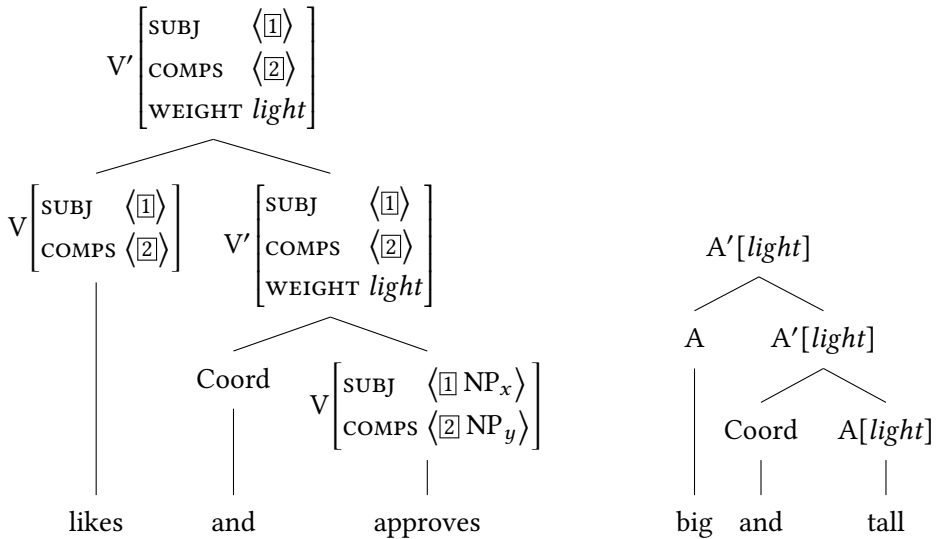 V′[SUBJ ⟨[1]⟩
COMPS ⟨[2]⟩
WEIGHT light]
V[SUBJ ⟨[1]⟩
COMPS ⟨[2]⟩]
V′[SUBJ ⟨[1]⟩
COMPS ⟨[2]⟩
WEIGHT light]
Coord
V[SUBJ ⟨[1] NPₓ⟩
COMPS ⟨[2] NP_y⟩]
likes and approves
A′[light]
A A′[light]
Coord A[light]
big and tall